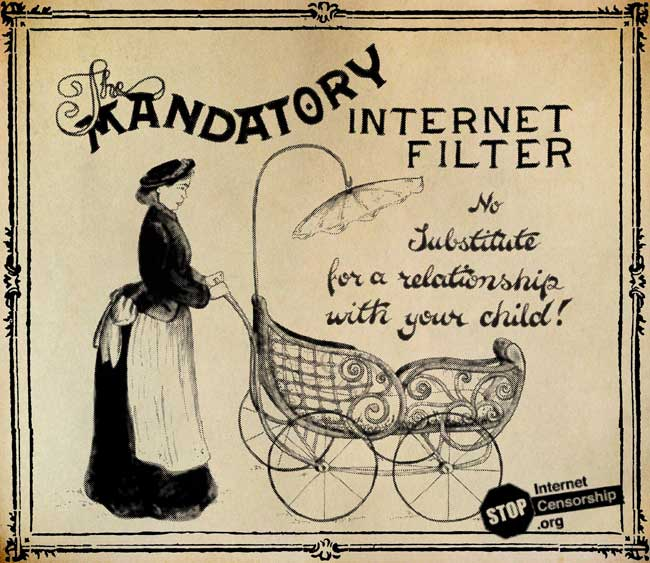 The
MANDATORY
INTERNET
FILTER
No
Substitute
for a relationship
with your child!
STOP
Internet
Censorship
.org